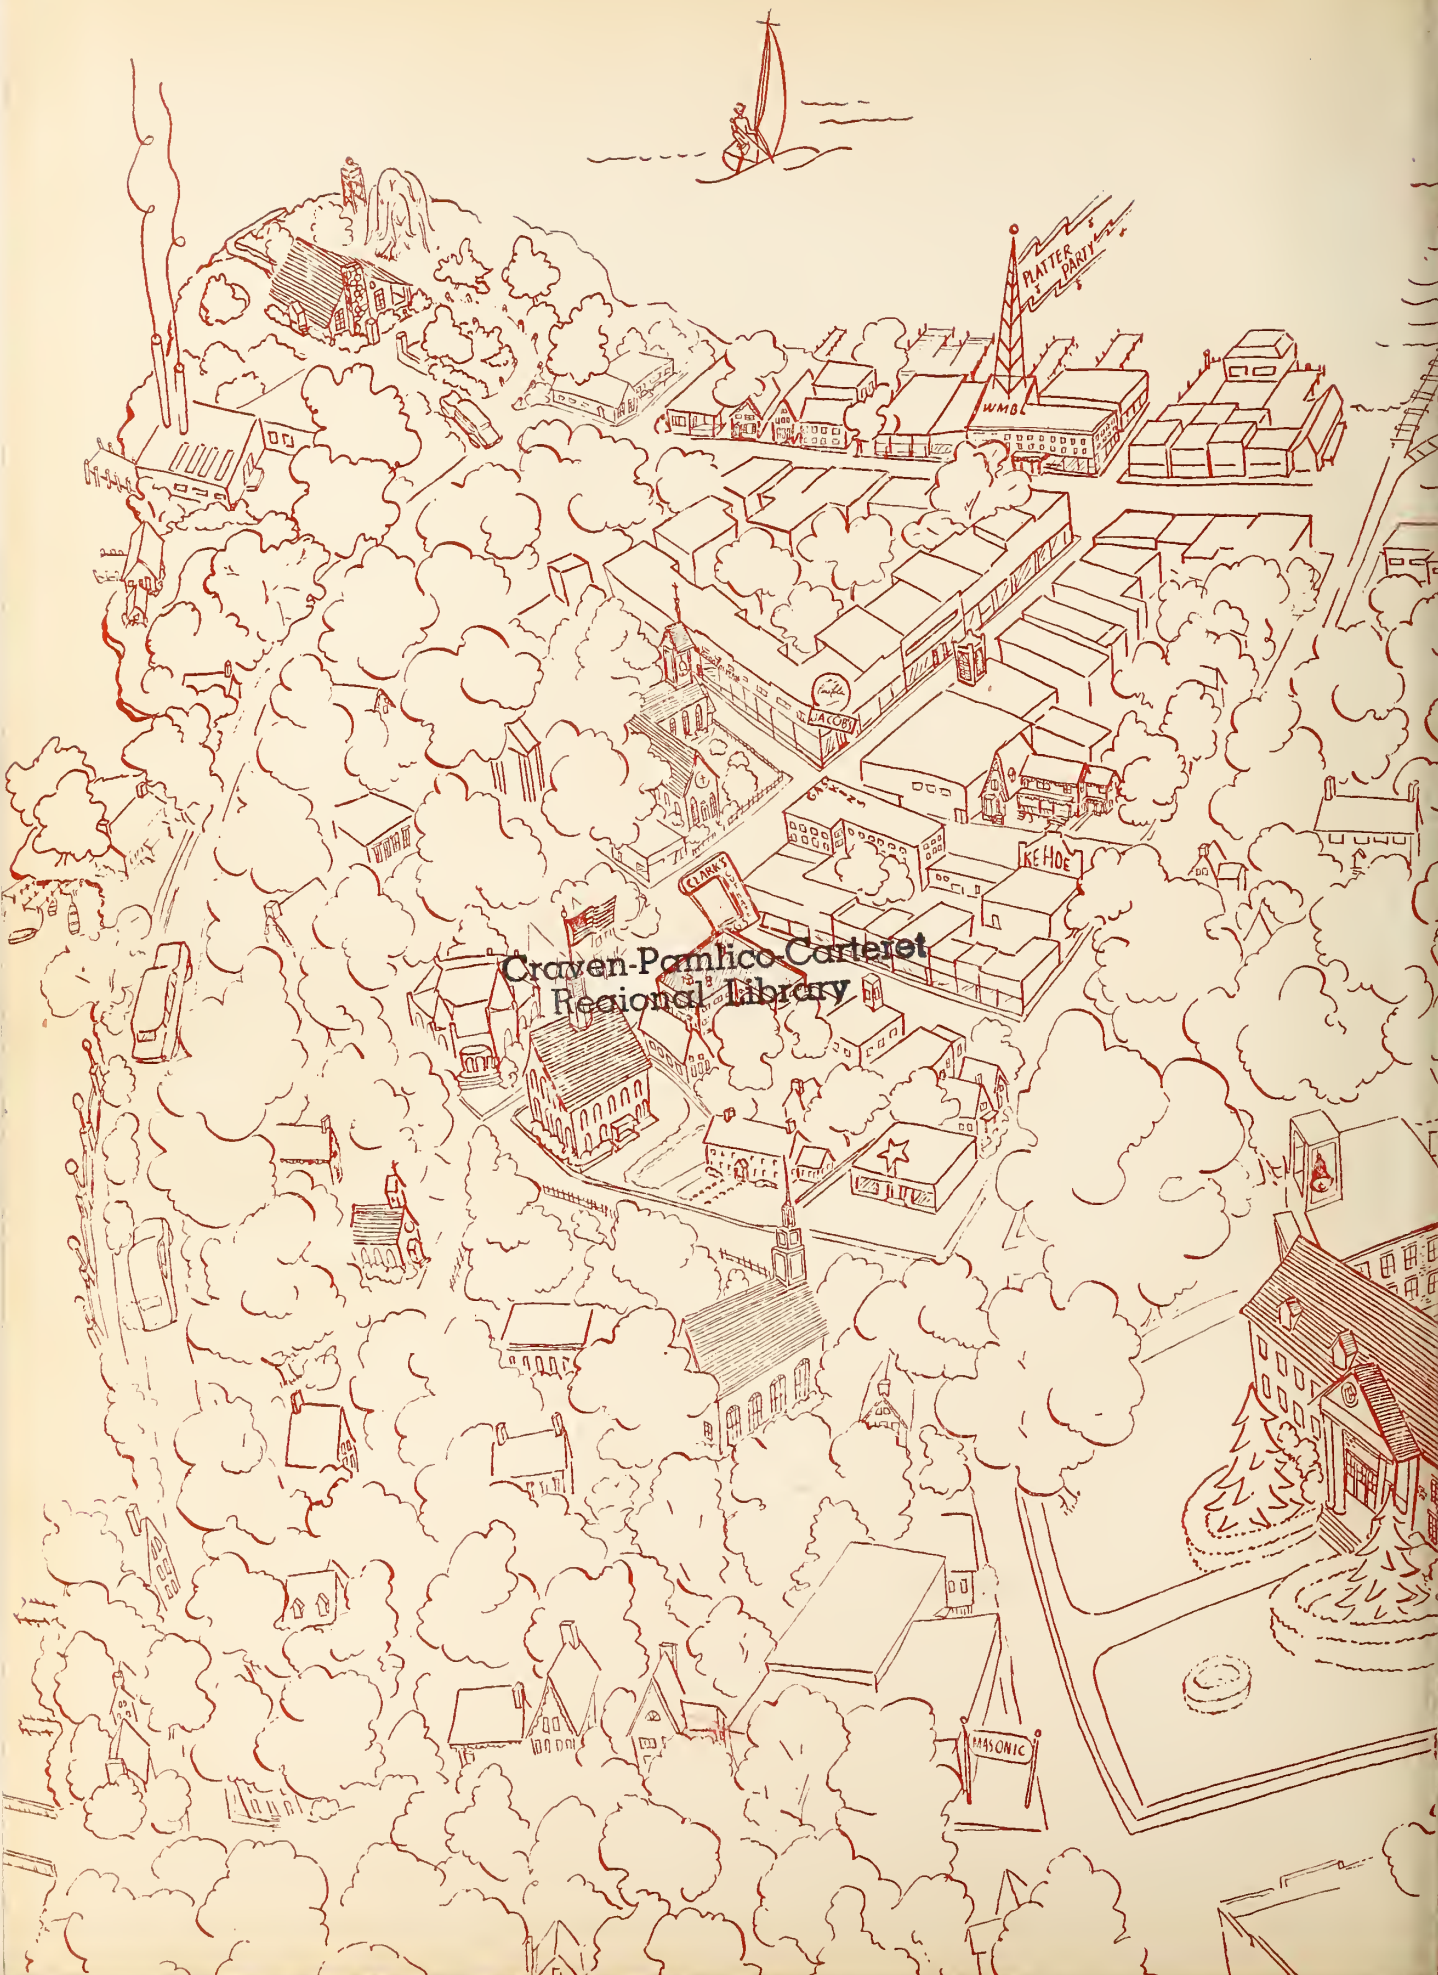 PLATTER
PARTY
WMBL
JACOBS
KEHOE
CLARK'S
Craven-Pamlico-Carteret
Regional Library
MASONIC